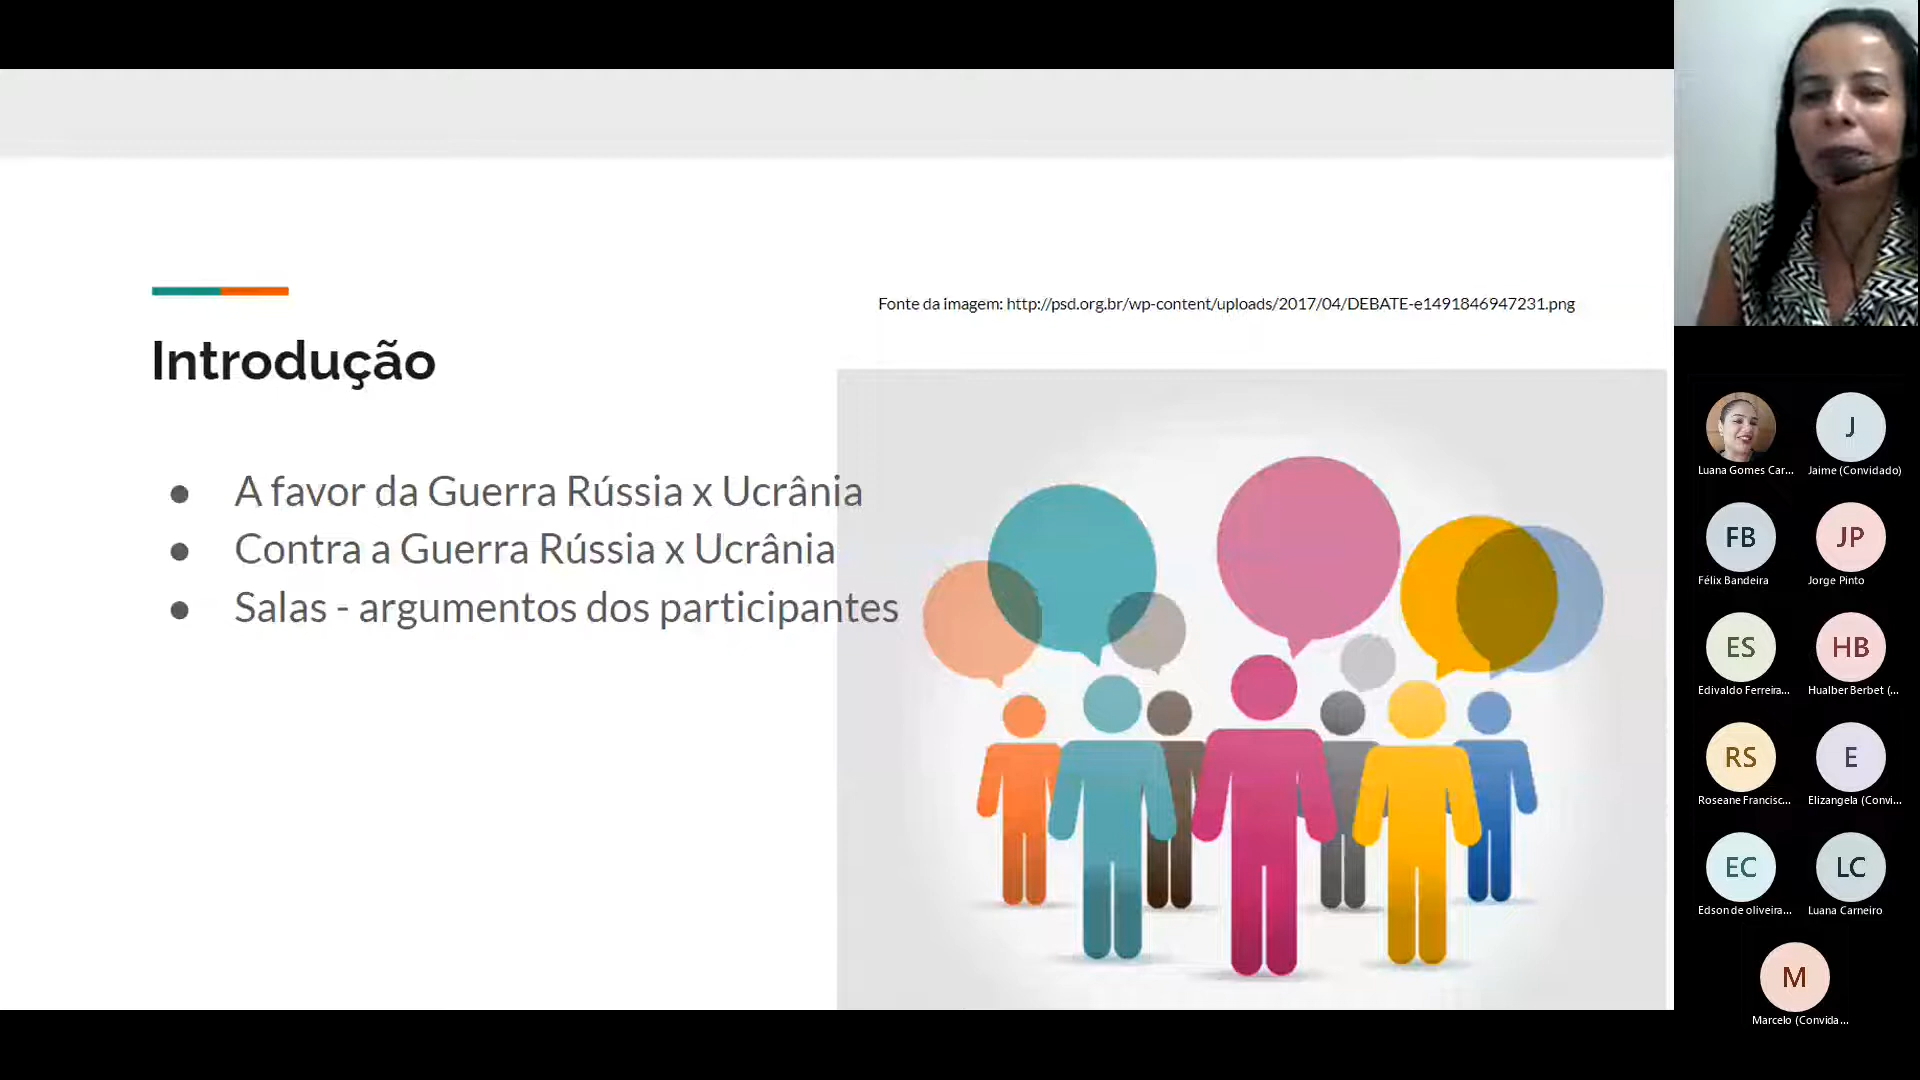 Fonte da imagem: http://psd.org.br/wp-content/uploads/2017/04/DEBATE-e1491846947231.png
Introdução
● A favor da Guerra Rússia x Ucrânia
● Contra a Guerra Rússia x Ucrânia
● Salas - argumentos dos participantes
Luana Gomes Car...
J
Jaime (Convidado)
FB
Félix Bandeira
JP
Jorge Pinto
ES
Edivaldo Ferreira...
HB
Hualber Berbet (...
RS
Roseane Francisc...
E
Elizangela (Convi...
EC
Edson de oliveira...
LC
Luana Carneiro
M
Marcelo (Convida...